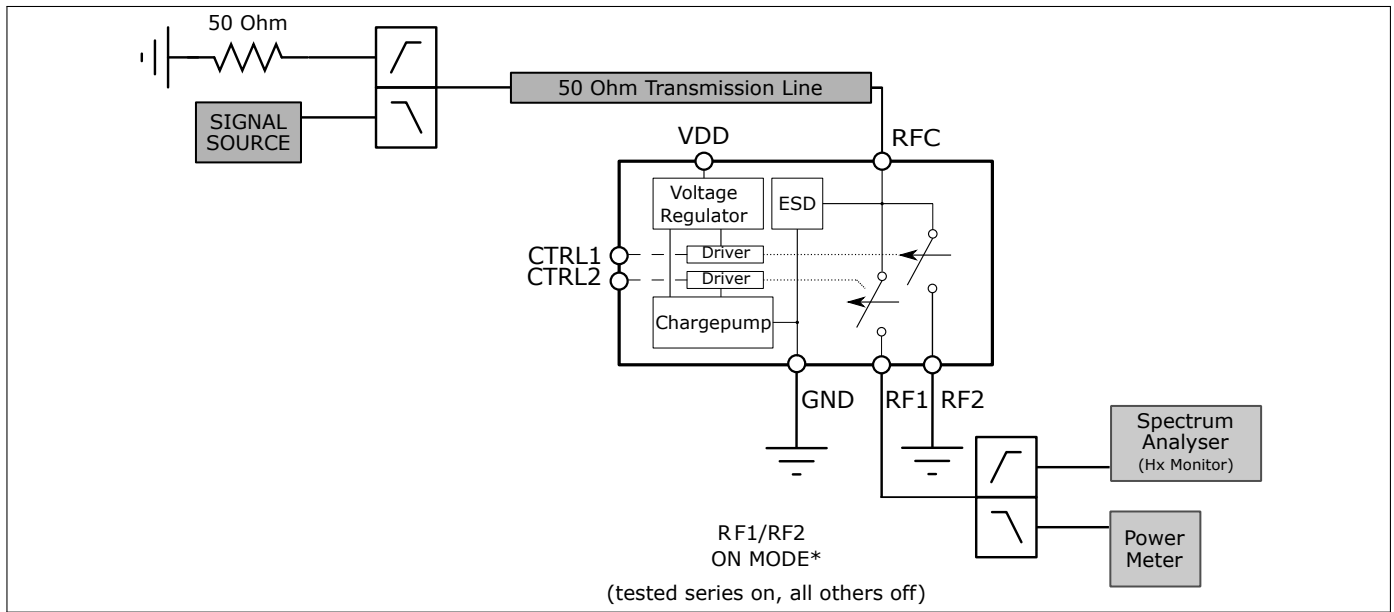 50 Ohm
SIGNAL
SOURCE
50 Ohm Transmission Line
VDD
RFC
Voltage
Regulator
ESD
CTRL1
CTRL2
Driver
Driver
Chargepump
GND
RF1
RF2
Spectrum
Analyser
(Hx Monitor)
Power
Meter
RF1/RF2
ON MODE*
(tested series on, all others off)